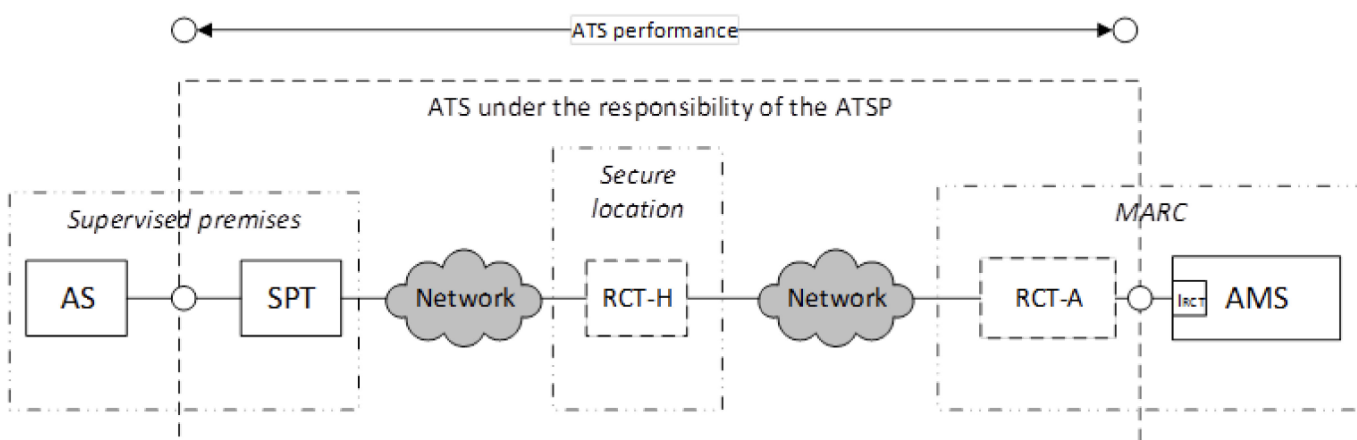 ATS performance
ATS under the responsibility of the ATSP
Supervised premises
Secure
location
MARC
AS
SPT
Network
RCT-H
Network
RCT-A
IRCT
AMS